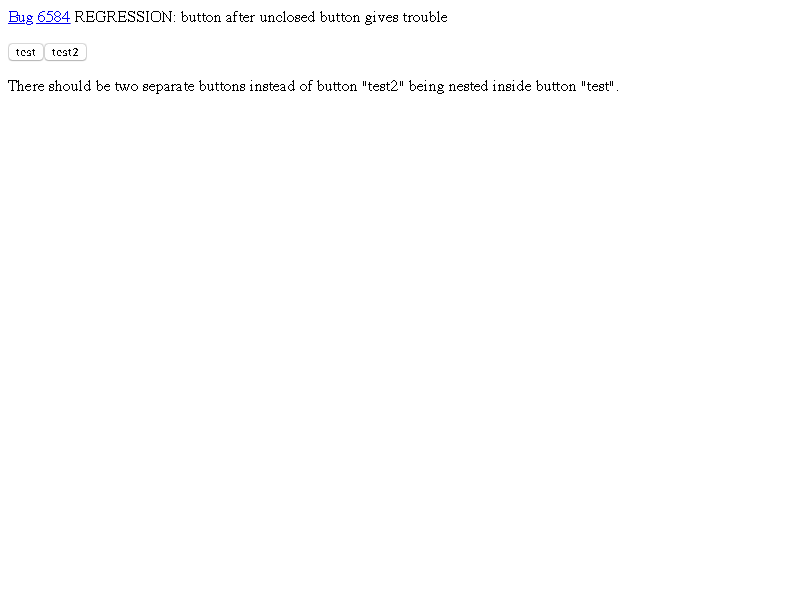 Bug 6584 REGRESSION: button after unclosed button gives trouble
test test2
There should be two separate buttons instead of button "test2" being nested inside button "test".